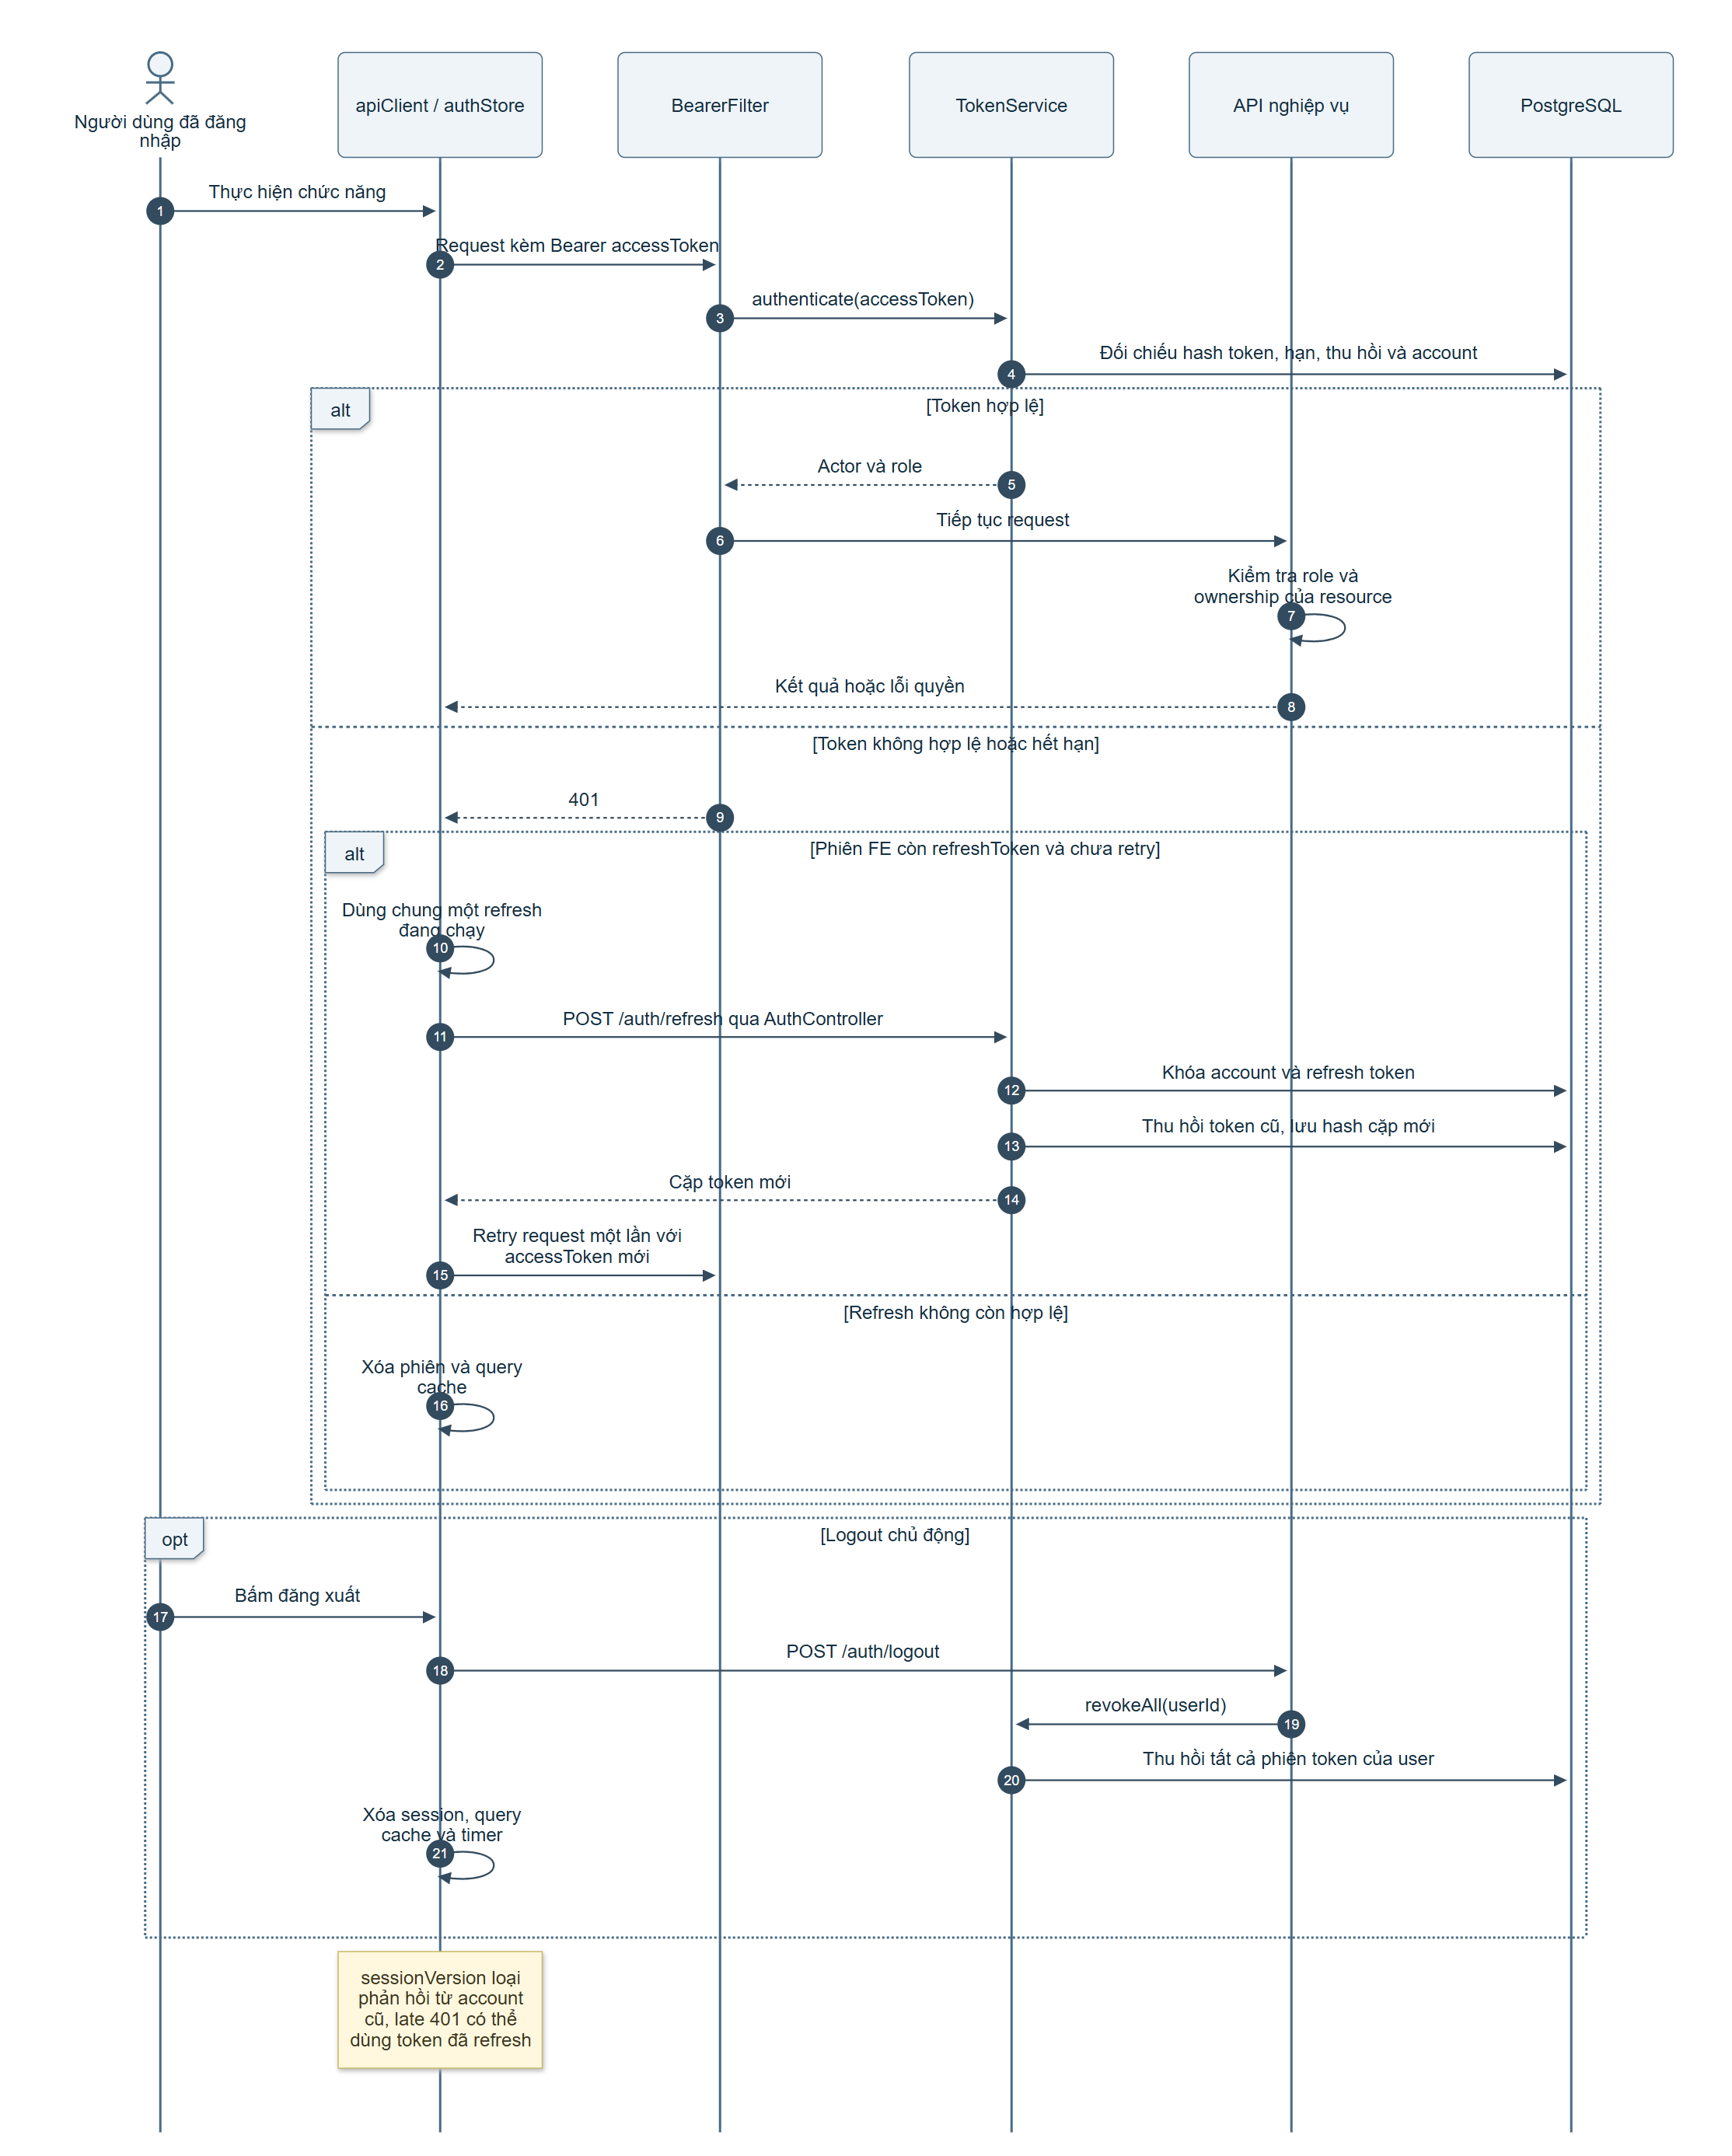 Người dùng đã đăng
nhập
apiClient / authStore
BearerFilter
TokenService
API nghiệp vụ
PostgreSQL
Thực hiện chức năng
1
Request kèm Bearer accessToken
2
authenticate(accessToken)
3
Đối chiếu hash token, hạn, thu hồi và account
4
alt
[Token hợp lệ]
Actor và role
5
Tiếp tục request
6
Kiểm tra role và
ownership của resource
7
Kết quả hoặc lỗi quyền
8
[Token không hợp lệ hoặc hết hạn]
401
9
alt
[Phiên FE còn refreshToken và chưa retry]
Dùng chung một refresh
đang chạy
10
POST /auth/refresh qua AuthController
11
Khóa account và refresh token
12
Thu hồi token cũ, lưu hash cặp mới
13
Cặp token mới
14
Retry request một lần với
accessToken mới
15
[Refresh không còn hợp lệ]
Xóa phiên và query
cache
16
opt
[Logout chủ động]
Bấm đăng xuất
17
POST /auth/logout
18
revokeAll(userId)
19
Thu hồi tất cả phiên token của user
20
Xóa session, query
cache và timer
21
sessionVersion loại
phản hồi từ account
cũ, late 401 có thể
dùng token đã refresh